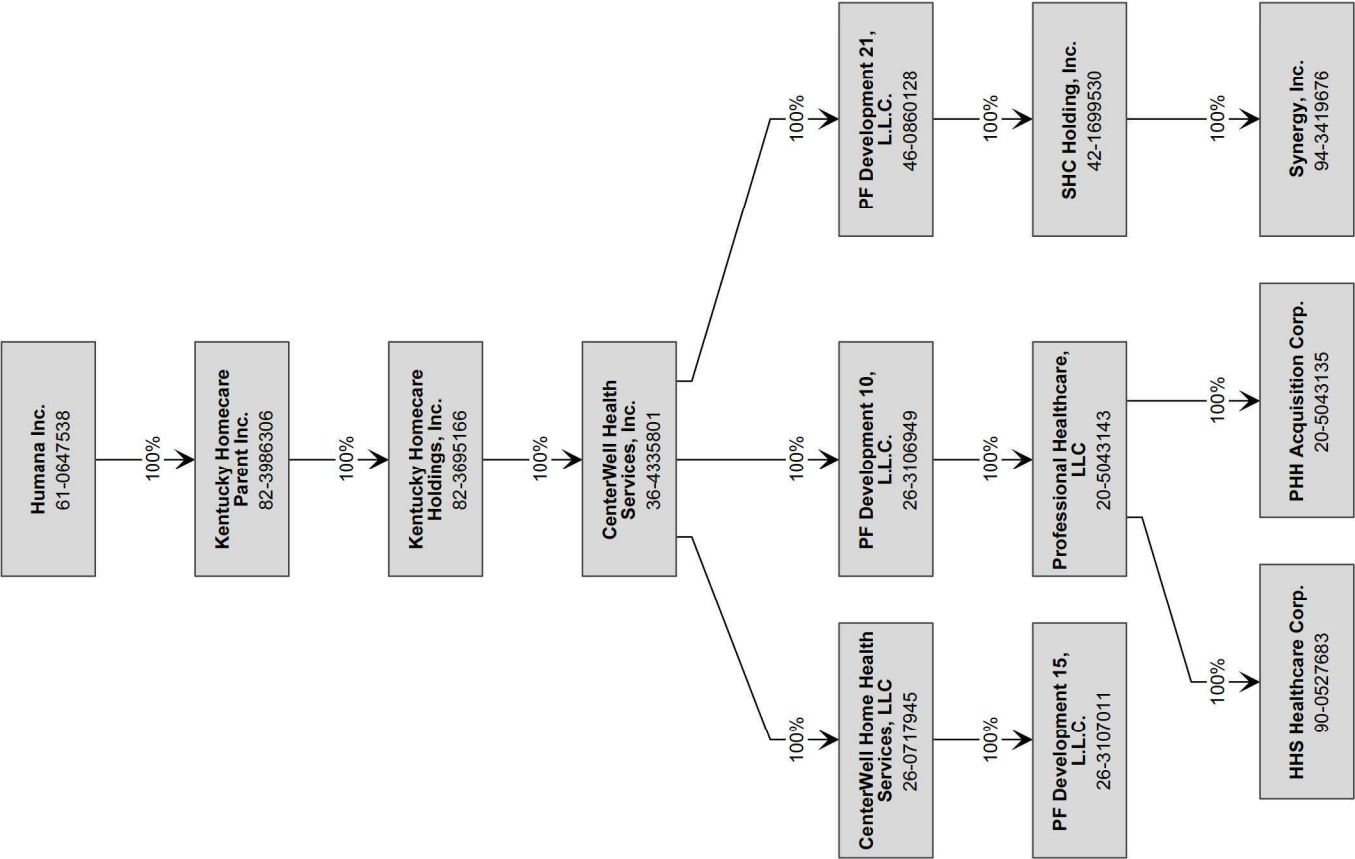 Humana Inc.
61-0647538
100%
Kentucky Homecare
Parent Inc.
82-3986306
100%
Kentucky Homecare
Holdings, Inc.
82-3695166
100%
CenterWell Health
Services, Inc.
36-4335801
100%
100%
100%
CenterWell Home Health
Services, LLC
26-0717945
PF Development 10,
L.L.C.
26-3106949
PF Development 21,
L.L.C.
46-0860128
100%
100%
100%
PF Development 15,
L.L.C.
26-3107011
Professional Healthcare,
LLC
20-5043143
SHC Holding, Inc.
42-1699530
100%
100%
100%
HHS Healthcare Corp.
90-0527683
PHH Acquisition Corp.
20-5043135
Synergy, Inc.
94-3419676